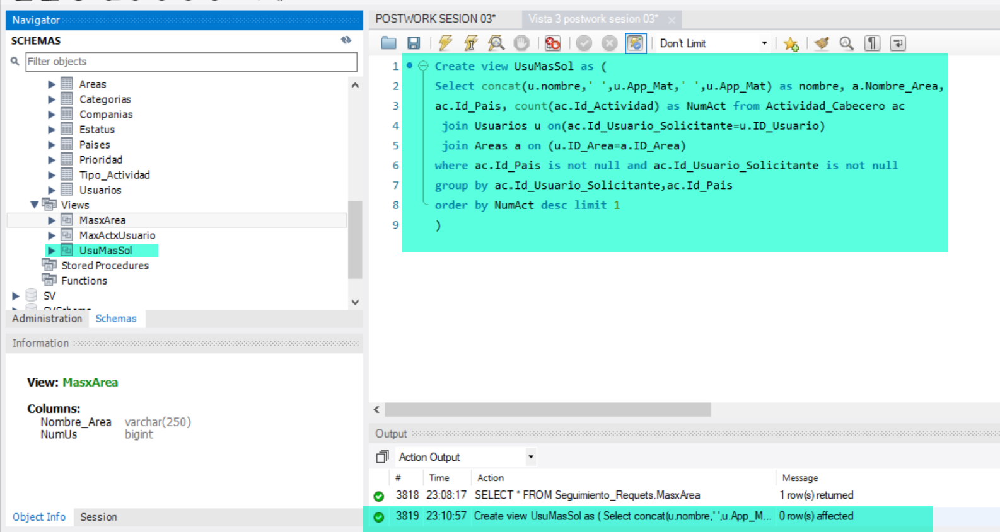 Navigator
SCHEMAS
Filter objects
Areas
Categorias
Companias
Estatus
Paises
Prioridad
Tipo_Actividad
Usuarios
Views
MasxArea
MaxActxUsuario
UsuMasSol
Stored Procedures
Functions
SV
Administration Schemas
Information
View: MasxArea
Columns:
Nombre_Area varchar(250)
NumUs bigint
Object Info Session
POSTWORK SESION 03* Vista 3 postwork sesion 03*
Don't Limit
1 Create view UsuMasSol as (
2 Select concat(u.nombre,' ',u.App_Mat,' ',u.App_Mat) as nombre, a.Nombre_Area,
3 ac.Id_Pais, count(ac.Id_Actividad) as NumAct from Actividad_Cabecero ac
4 join Usuarios u on(ac.Id_Usuario_Solicitante=u.ID_Usuario)
5 join Areas a on (u.ID_Area=a.ID_Area)
6 where ac.Id_Pais is not null and ac.Id_Usuario_Solicitante is not null
7 group by ac.Id_Usuario_Solicitante,ac.Id_Pais
8 order by NumAct desc limit 1
9 )
Output
Action Output
# Time Action Message
3818 23:08:17 SELECT * FROM Seguimiento_Requets.MasxArea 1 row(s) returned
3819 23:10:57 Create view UsuMasSol as ( Select concat(u.nombre,' ',u.App_M... 0 row(s) affected